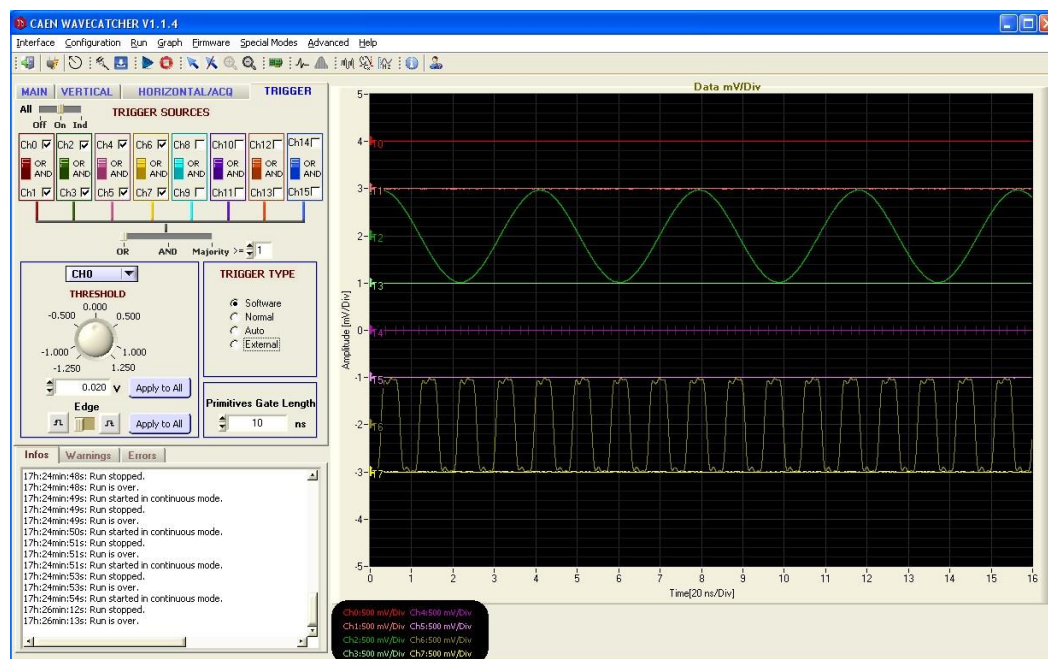 CAEN WAVECATCHER V1.1.4
Interface Configuration Run Graph Firmware Special Modes Advanced Help
MAIN VERTICAL HORIZONTAL/ACQ TRIGGER
All
Off On Ind
TRIGGER SOURCES
Ch0 Ch2 Ch4 Ch6 Ch8 Ch10 Ch12 Ch14
OR OR OR OR OR OR OR OR
AND AND AND AND AND AND AND AND
Ch1 Ch3 Ch5 Ch7 Ch9 Ch11 Ch13 Ch15
OR AND Majority >= 1
CH0
THRESHOLD
0.000
-0.500 0.500
-1.000 1.000
-1.250 1.250
0.020 V Apply to All
Edge
Apply to All
TRIGGER TYPE
Software
Normal
Auto
External
Primitives Gate Length
10 ns
Infos Warnings Errors
17h:24min:48s: Run stopped.
17h:24min:48s: Run is over.
17h:24min:49s: Run started in continuous mode.
17h:24min:49s: Run stopped.
17h:24min:49s: Run is over.
17h:24min:50s: Run started in continuous mode.
17h:24min:51s: Run stopped.
17h:24min:51s: Run is over.
17h:24min:51s: Run started in continuous mode.
17h:24min:53s: Run stopped.
17h:24min:53s: Run is over.
17h:24min:54s: Run started in continuous mode.
17h:26min:12s: Run stopped.
17h:26min:13s: Run is over.
Data mV/Div
Amplitude [mV/Div]
5
4
3
2
1
0
-1
-2
-3
-4
-5
T0
T1
T2
T3
T4
T5
T6
T7
0 1 2 3 4 5 6 7 8 9 10 11 12 13 14 15 16
Time[20 ns/Div]
Ch0:500 mV/Div Ch4:500 mV/Div
Ch1:500 mV/Div Ch5:500 mV/Div
Ch2:500 mV/Div Ch6:500 mV/Div
Ch3:500 mV/Div Ch7:500 mV/Div